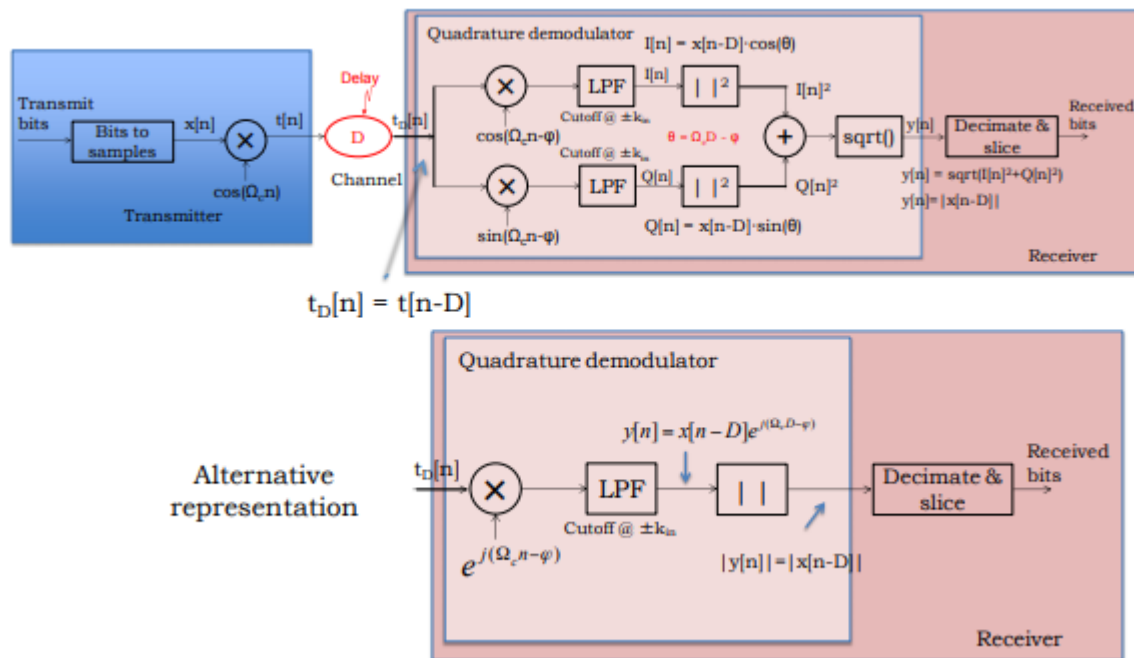 Quadrature demodulator
I[n] = x[n-D]·cos(θ)
Delay
Transmit bits
Bits to samples
x[n]
×
t[n]
cos(Ω_c n)
Transmitter
D
Channel
t_D[n]
×
cos(Ω_c n-φ)
LPF
Cutoff @ ±k_in
I[n]
| |²
I[n]²
θ = Ω_c D - φ
+
sqrt()
y[n]
Decimate & slice
Received bits
y[n] = sqrt(I[n]²+Q[n]²)
y[n]=|x[n-D]|
×
sin(Ω_c n-φ)
Cutoff @ ±k_in
LPF
Q[n]
| |²
Q[n]²
Q[n] = x[n-D]·sin(θ)
Receiver
t_D[n] = t[n-D]
Quadrature demodulator
y[n] = x[n-D]e^{j(Ω_c D-φ)}
Alternative
representation
t_D[n]
×
e^{j(Ω_c n-φ)}
LPF
Cutoff @ ±k_in
| |
|y[n]|=|x[n-D]|
Decimate &
slice
Received
bits
Receiver